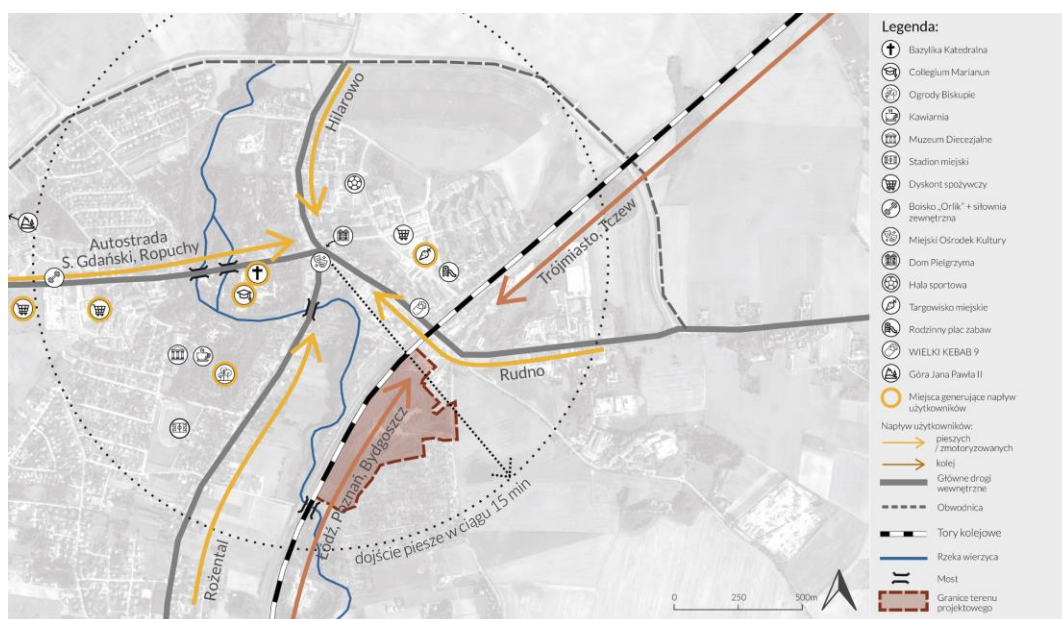 Hilarowo
Autostrada
S. Gdański, Ropuchy
Trójmiasto, Tczew
Rudno
Łódź, Poznań, Bydgoszcz
Rożental
dojście piesze w ciągu 15 min
0 250 500m
Legenda:
Bazylika Katedralna
Collegium Marianun
Ogrody Biskupie
Kawiarnia
Muzeum Diecezjalne
Stadion miejski
Dyskont spożywczy
Boisko „Orlik” + siłownia
zewnętrzna
Miejski Ośrodek Kultury
Dom Pielgrzyma
Hala sportowa
Targowisko miejskie
Rodzinny plac zabaw
WIELKI KEBAB 9
Góra Jana Pawła II
Miejsca generujące napływ
użytkowników
Napływ użytkowników:
pieszych
/ zmotoryzowanych
kolej
Główne drogi
wewnętrzne
Obwodnica
Tory kolejowe
Rzeka wierzyca
Most
Granice terenu
projektowego